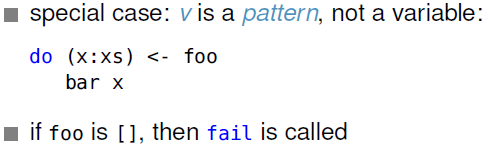 special case: v is a pattern, not a variable:
do (x:xs) <- foo
   bar x
if foo is [], then fail is called